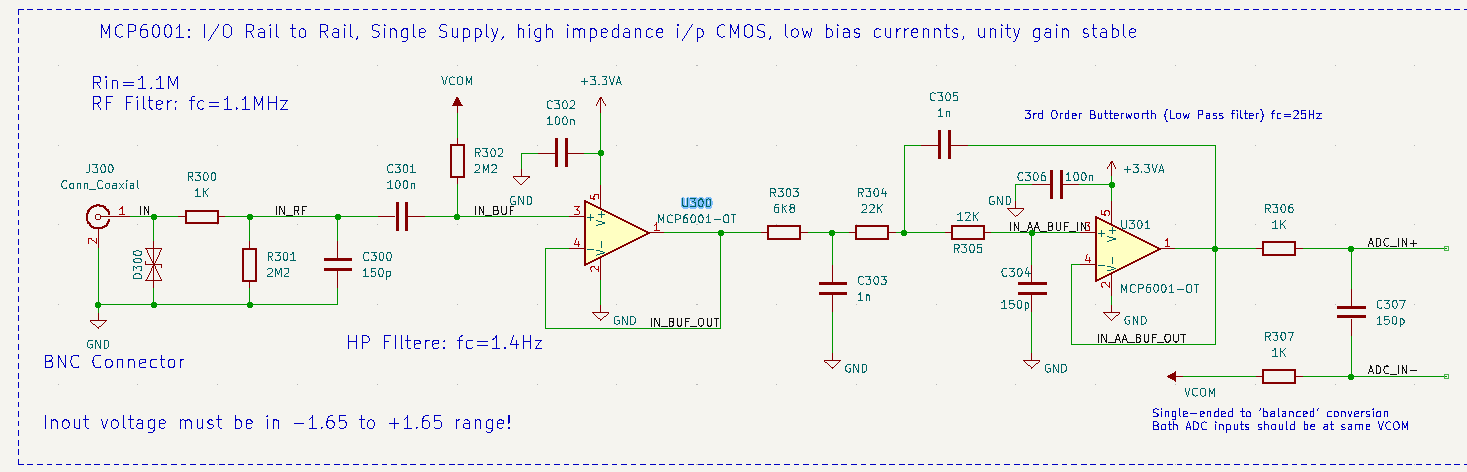 MCP6001: I/O Rail to Rail, Single Supply, high impedance i/p CMOS, low bias currennts, unity gain stable
Rin=1.1M
RF Filter: fc=1.1MHz
J300
Conn_Coaxial
1
2
GND
BNC Connector
IN
D300
R300
1K
IN_RF
R301
2M2
C300
150p
C301
100n
VCOM
R302
2M2
IN_BUF
C302
100n
GND
+3.3VA
3
4
5
2
1
+
-
V+
V-
U300
MCP6001-OT
GND
IN_BUF_OUT
HP FIltere: fc=1.4Hz
R303
6K8
C303
1n
GND
R304
22K
C305
1n
12K
R305
IN_AA_BUF_IN
C304
150p
GND
3rd Order Butterworth (Low Pass filter) fc=25Hz
C306
100n
GND
+3.3VA
3
4
5
2
1
+
-
V+
V-
U301
MCP6001-OT
GND
IN_AA_BUF_OUT
R306
1K
ADC_IN+
C307
150p
R307
1K
ADC_IN-
VCOM
Single-ended to 'balanced' conversion
Both ADC inputs should be at same VCOM
Inout voltage must be in -1.65 to +1.65 range!